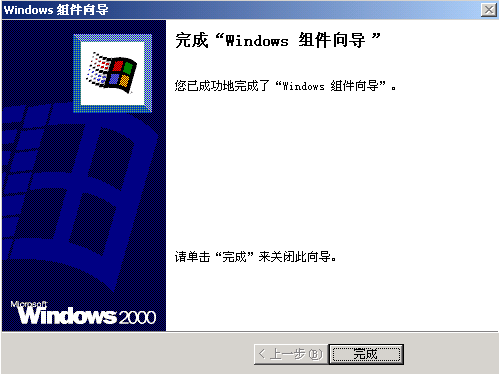 Windows 组件向导
完成“Windows 组件向导 ”
您已成功地完成了“Windows 组件向导”。
请单击“完成”来关闭此向导。
Microsoft
Windows 2000
< 上一步(B)
完成